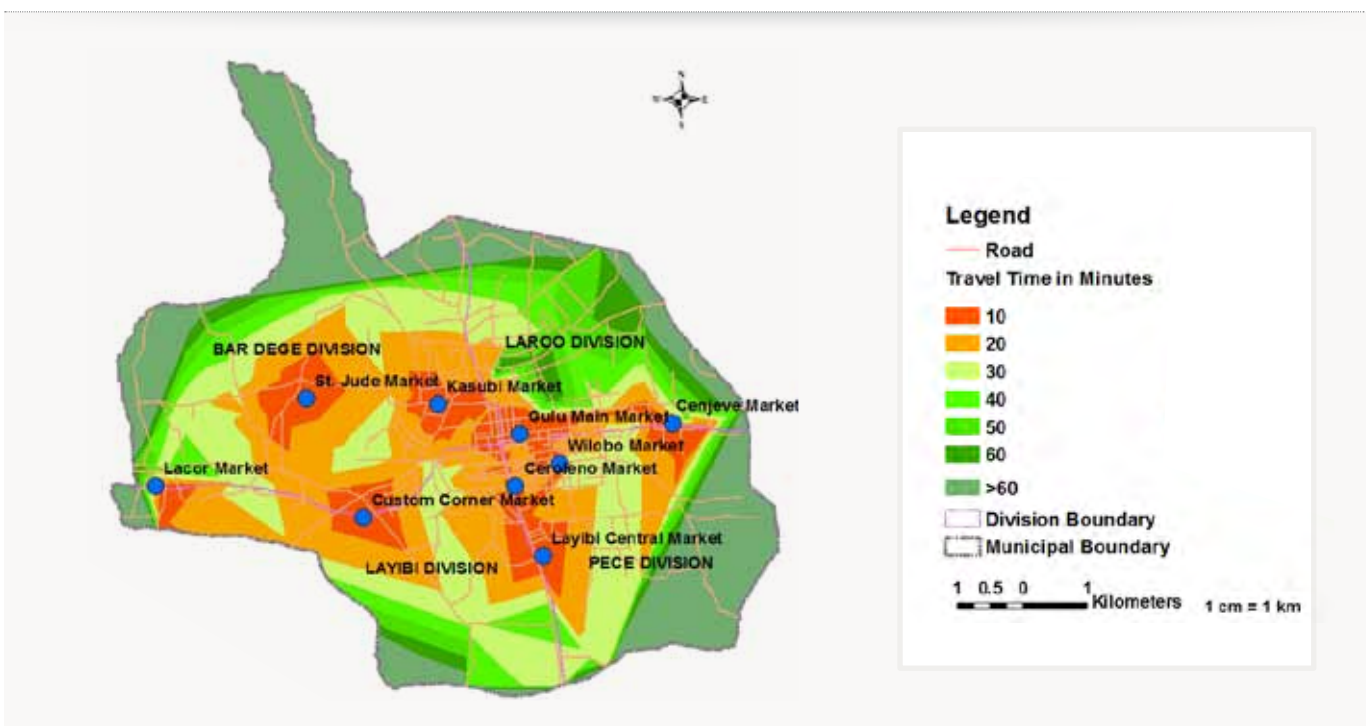 N
W E
S
BAR DEGE DIVISION
LAROO DIVISION
St. Jude Market
Kasubi Market
Cenjeve Market
Gulu Main Market
Wilobo Market
Lacor Market
Ceroleno Market
Custom Corner Market
Layibi Central Market
LAYIBI DIVISION
PECE DIVISION
Legend
Road
Travel Time in Minutes
10
20
30
40
50
60
>60
Division Boundary
Municipal Boundary
1 0.5 0 1
Kilometers
1 cm = 1 km